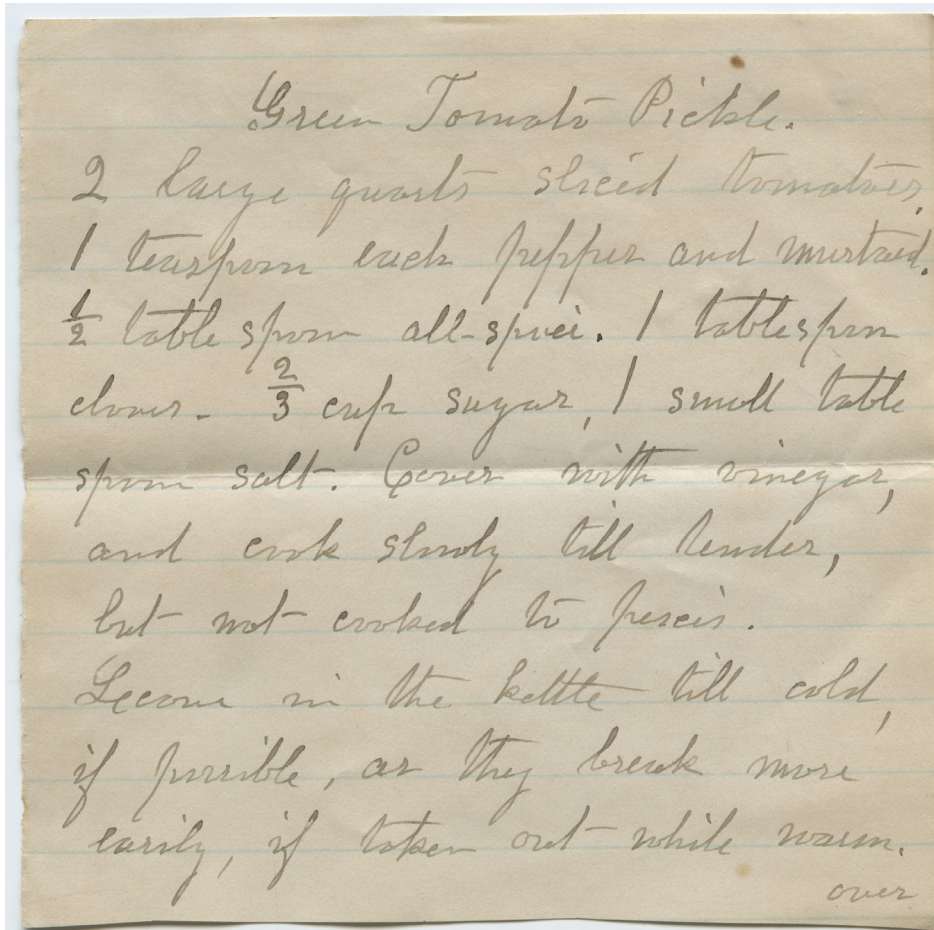 Green Tomato Pickle.
2 large quarts sliced tomatoes,
1 teaspoon each pepper and mustard.
1/2 table spoon all-spice. 1 tablespoon
cloves - 2/3 cup sugar, 1 small table
spoon salt. Cover with vinegar,
and cook slowly till tender,
but not cooked to peices.
Leave in the kettle till cold,
if possible, as they break more
easily, if taken out while warm.
over